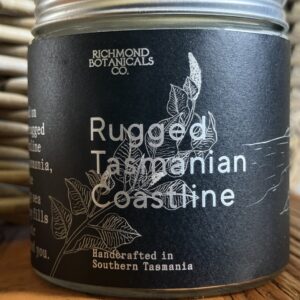 RICHMOND
BOTANICALS
CO.
Rugged
Tasmanian
Coastline
Handcrafted in
Southern Tasmania